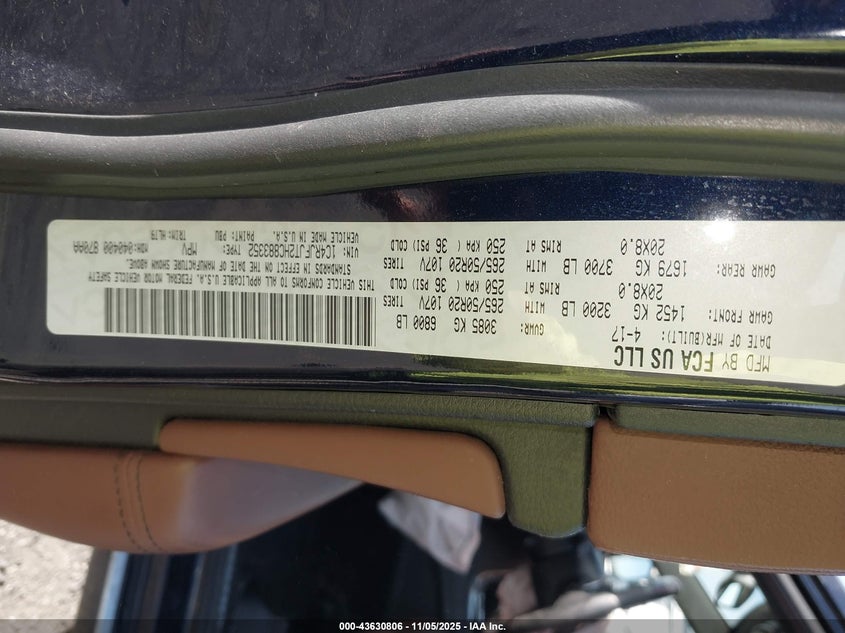 MFD BY FCA US LLC
DATE OF MFR(BUILT): 4-17
GVWR: 3085 KG 6800 LB
GAWR FRONT: 1452 KG 3200 LB WITH 265/50R20 107V TIRES
20X8.0 RIMS AT 250 KPA ( 36 PSI) COLD
GAWR REAR: 1679 KG 3700 LB WITH 265/50R20 107V TIRES
20X8.0 RIMS AT 250 KPA ( 36 PSI) COLD
THIS VEHICLE CONFORMS TO ALL APPLICABLE FEDERAL MOTOR VEHICLE SAFETY
STANDARDS IN EFFECT ON THE DATE OF MANUFACTURE SHOWN ABOVE.
VIN: 1C4RJFJT2HC883352 TYPE: MPV MDH:040400 970AA
VEHICLE MADE IN U.S.A. PAINT: PBU TRIM:HLT9
000-43630806 - 11/05/2025 - IAA Inc.